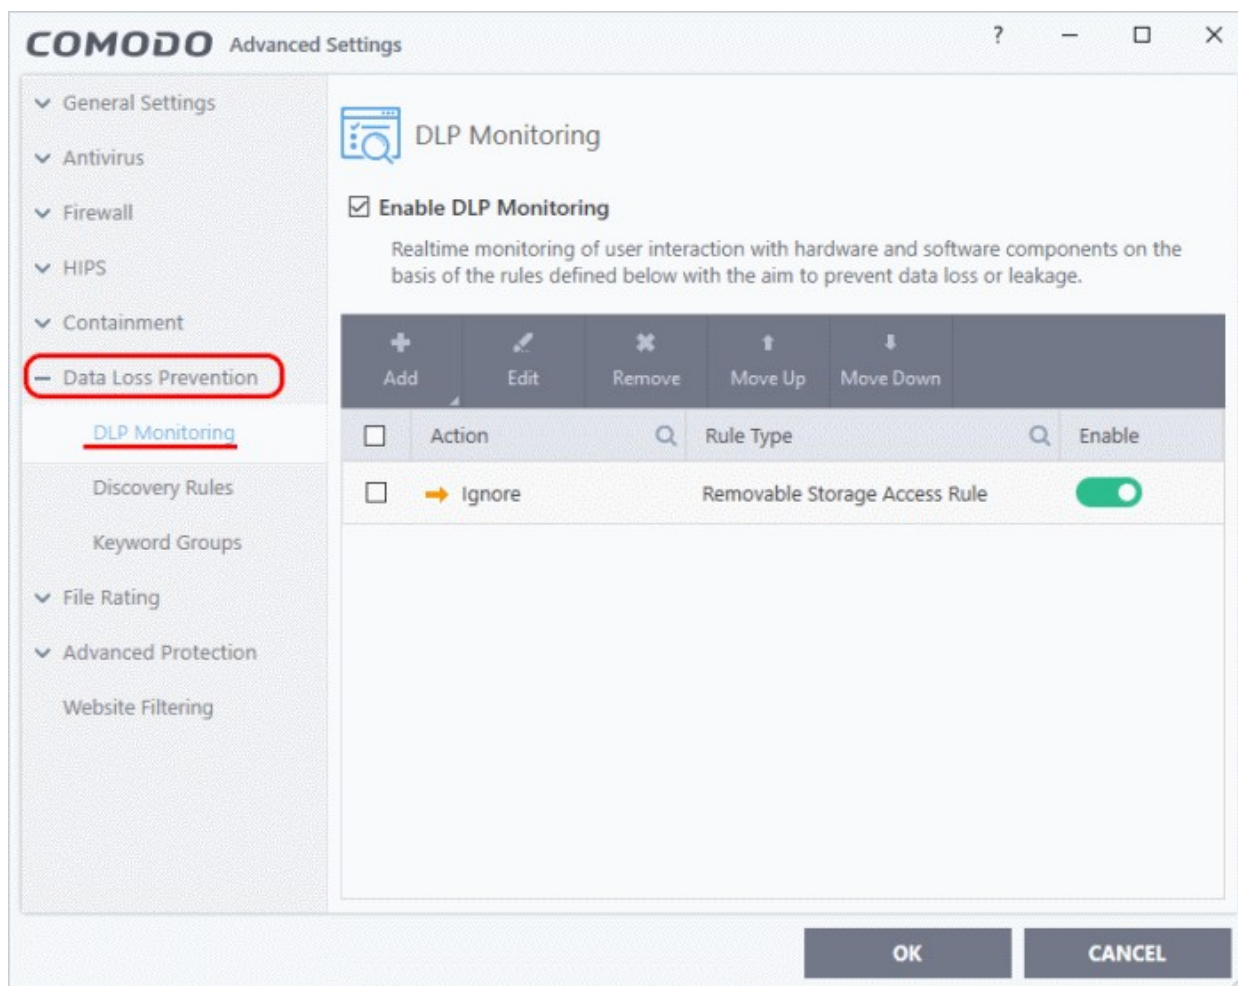 COMODO Advanced Settings ?
General Settings
Antivirus
Firewall
HIPS
Containment
Data Loss Prevention
DLP Monitoring
Discovery Rules
Keyword Groups
File Rating
Advanced Protection
Website Filtering
DLP Monitoring
Enable DLP Monitoring
Realtime monitoring of user interaction with hardware and software components on the
basis of the rules defined below with the aim to prevent data loss or leakage.
Add Edit Remove Move Up Move Down
Action Rule Type Enable
Ignore Removable Storage Access Rule
OK CANCEL